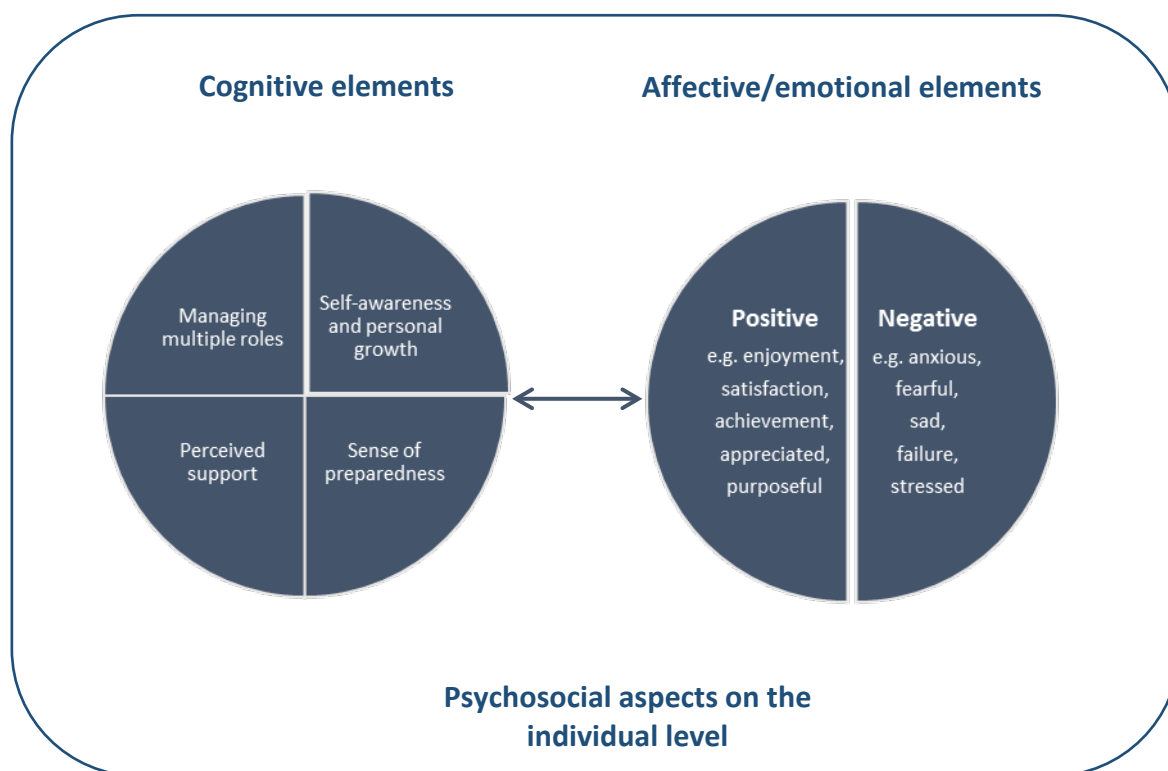 Cognitive elements
Affective/emotional elements
Managing
multiple roles
Self-awareness
and personal
growth
Perceived
support
Sense of
preparedness
Positive
e.g. enjoyment,
satisfaction,
achievement,
appreciated,
purposeful
Negative
e.g. anxious,
fearful,
sad,
failure,
stressed
Psychosocial aspects on the
individual level